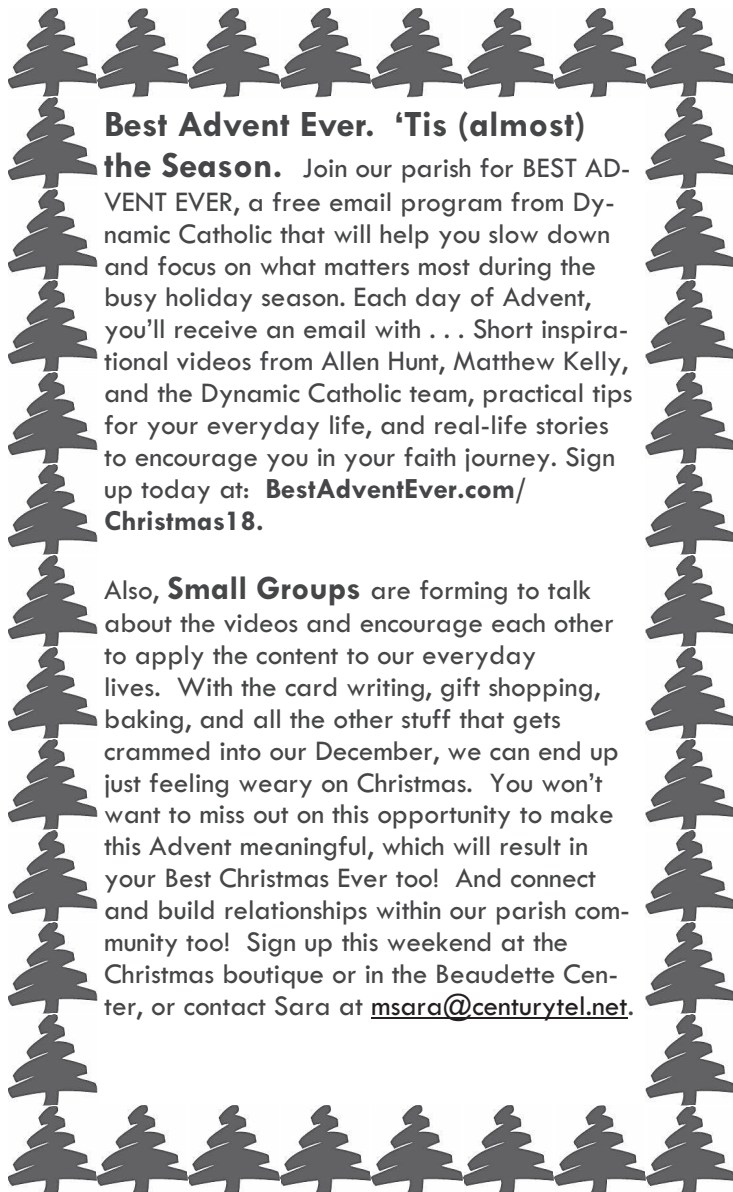 Best Advent Ever.  ‘Tis (almost)
the Season.  Join our parish for BEST AD-
VENT EVER, a free email program from Dy-
namic Catholic that will help you slow down
and focus on what matters most during the
busy holiday season. Each day of Advent,
you’ll receive an email with . . . Short inspira-
tional videos from Allen Hunt, Matthew Kelly,
and the Dynamic Catholic team, practical tips
for your everyday life, and real-life stories
to encourage you in your faith journey. Sign
up today at:  BestAdventEver.com/
Christmas18.

Also, Small Groups are forming to talk
about the videos and encourage each other
to apply the content to our everyday
lives.  With the card writing, gift shopping,
baking, and all the other stuff that gets
crammed into our December, we can end up
just feeling weary on Christmas.  You won’t
want to miss out on this opportunity to make
this Advent meaningful, which will result in
your Best Christmas Ever too!  And connect
and build relationships within our parish com-
munity too!  Sign up this weekend at the
Christmas boutique or in the Beaudette Cen-
ter, or contact Sara at msara@centurytel.net.